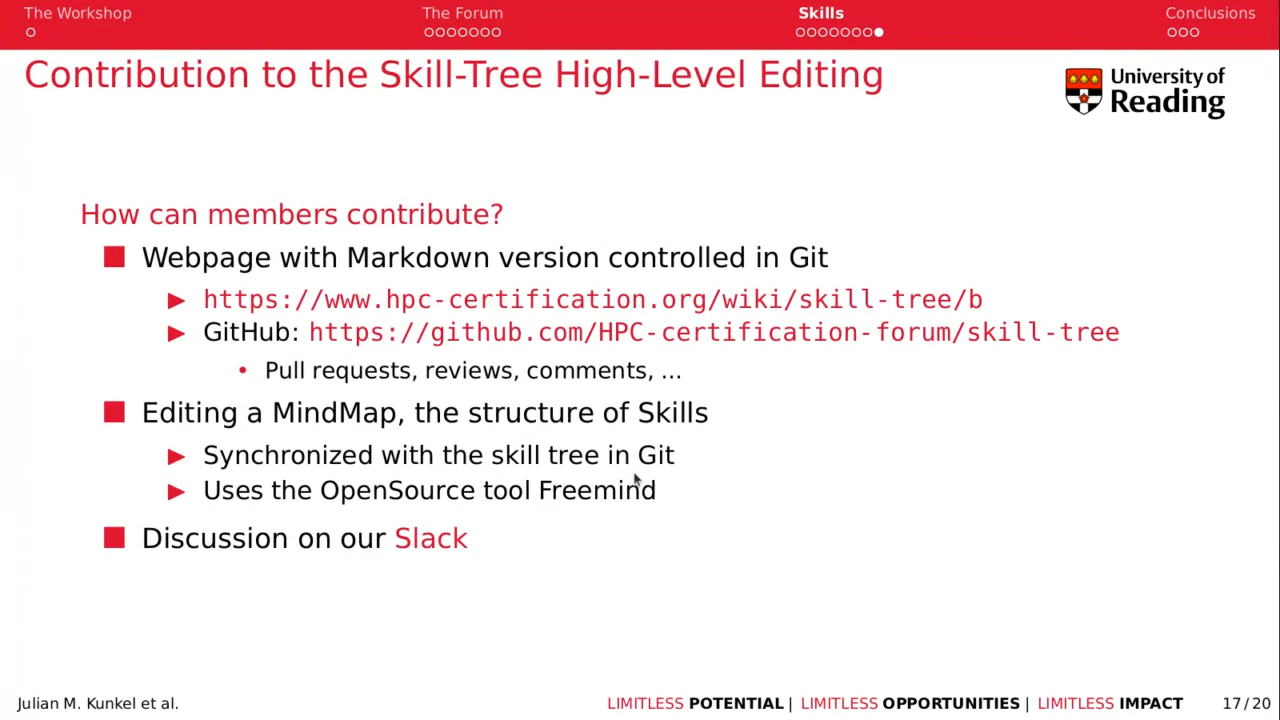 The Workshop
The Forum
Skills
Conclusions
Contribution to the Skill-Tree High-Level Editing
University of
Reading
How can members contribute?
Webpage with Markdown version controlled in Git
https://www.hpc-certification.org/wiki/skill-tree/b
GitHub: https://github.com/HPC-certification-forum/skill-tree
Pull requests, reviews, comments, ...
Editing a MindMap, the structure of Skills
Synchronized with the skill tree in Git
Uses the OpenSource tool Freemind
Discussion on our Slack
Julian M. Kunkel et al.
LIMITLESS POTENTIAL | LIMITLESS OPPORTUNITIES | LIMITLESS IMPACT
17 / 20